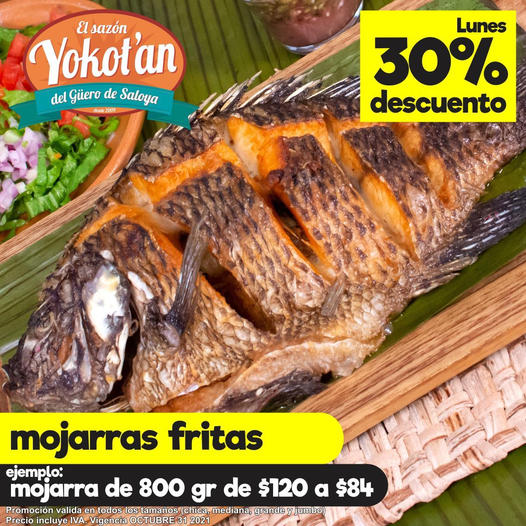 El sazón
Yokot'an
del Güero de Saloya
desde 2009
Lunes
30%
descuento
mojarras fritas
ejemplo:
mojarra de 800 gr de $120 a $84
Promoción valida en todos los tamaños (chica, mediana, grande y jumbo)
Precio incluye IVA. Vigencia OCTUBRE 31 2021